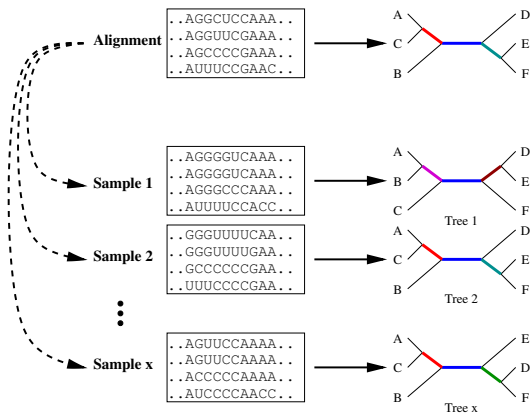 Alignment
..AGGCUCCAAA..
..AGGUUCGAAA..
..AGCCCCGAAA..
..AUUUCCGAAC..
A
C
B
D
E
F
Sample 1
..AGGGGUCAAA..
..AGGGGUCAAA..
..AGGGCCCAAA..
..AUUUUCCACC..
A
B
C
D
E
F
Tree 1
Sample 2
..GGGUUUUCAA..
..GGGUUUUGAA..
..GCCCCCCGAA..
..UUUCCCCGAA..
A
C
B
D
E
F
Tree 2
Sample x
..AGUUCCAAAA..
..AGUUCCAAAA..
..ACCCCCAAAA..
..AUCCCCAACC..
A
C
B
E
D
F
Tree x